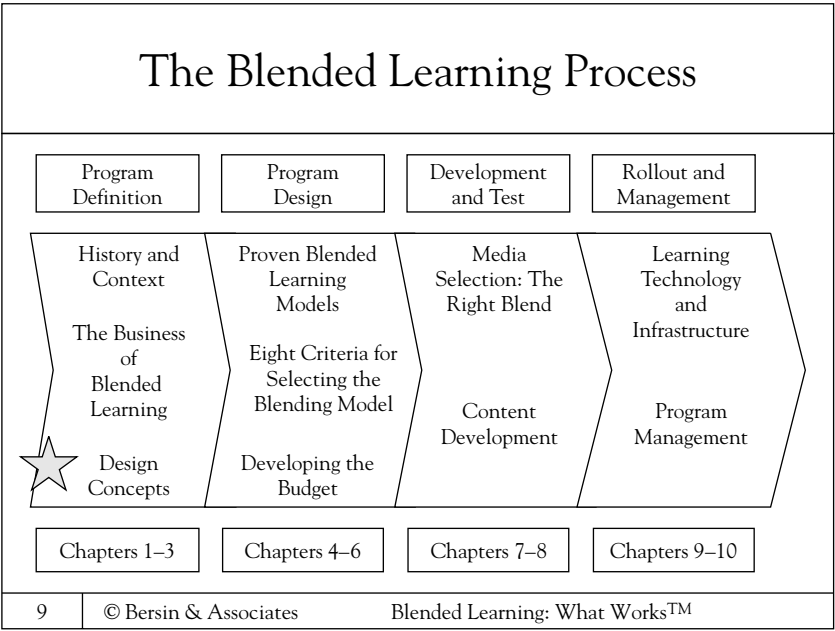 The Blended Learning Process
Program
Definition
Program
Design
Development
and Test
Rollout and
Management
History and
Context
The Business
of
Blended
Learning
Design
Concepts
Proven Blended
Learning
Models
Eight Criteria for
Selecting the
Blending Model
Developing the
Budget
Media
Selection: The
Right Blend
Content
Development
Learning
Technology
and
Infrastructure
Program
Management
Chapters 1–3
Chapters 4–6
Chapters 7–8
Chapters 9–10
9
© Bersin & Associates
Blended Learning: What Works™